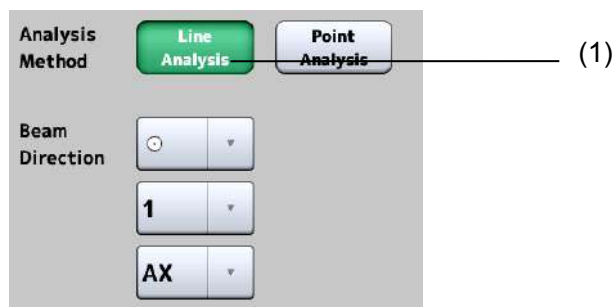 Analysis
Method
Line
Analysis
Point
Analysis
(1)
Beam
Direction
⊙
1
AX